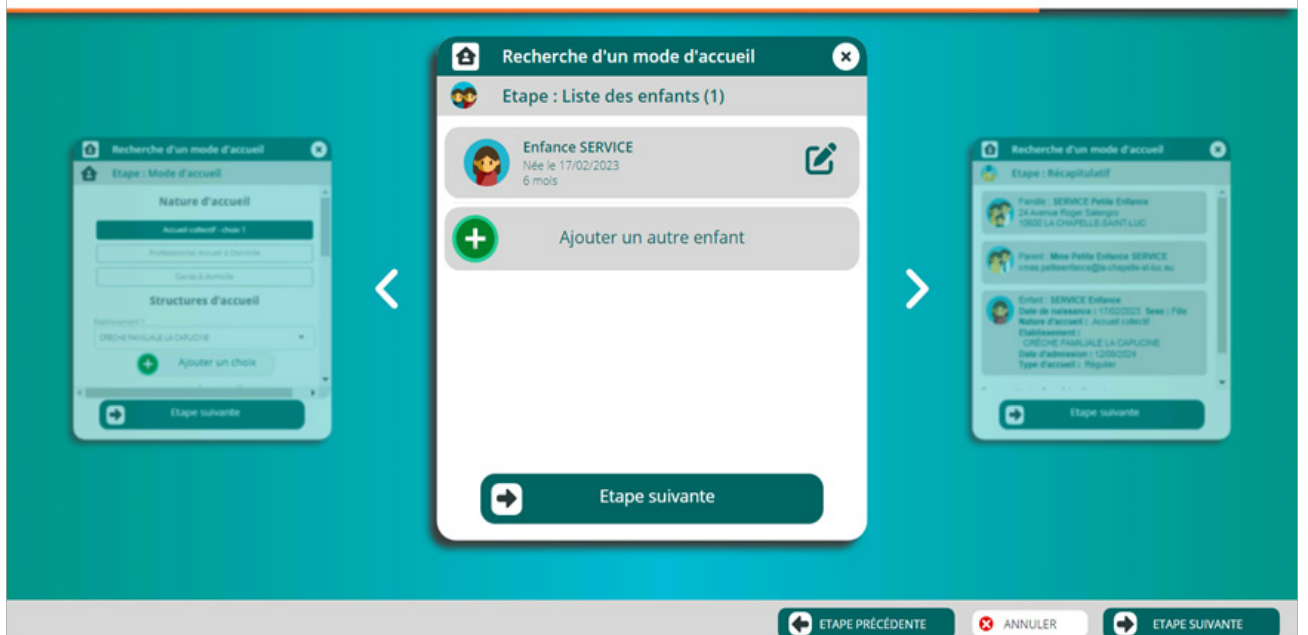 Recherche d'un mode d'accueil
Etape : Mode d'accueil
Nature d'accueil
Accueil collectif - choix 1
Professionnel Accueil à Domicile
Garde à domicile
Structures d'accueil
Etablissement 1
CRÈCHE FAMILIALE LA CAPUCINE
Ajouter un choix
Etape suivante
Recherche d'un mode d'accueil
Etape : Liste des enfants (1)
Enfance SERVICE
Née le 17/02/2023
6 mois
Ajouter un autre enfant
Etape suivante
Recherche d'un mode d'accueil
Etape : Récapitulatif
Famille : SERVICE Petite Enfance
24 Avenue Roger Salengro
10600 LA CHAPELLE-SAINT-LUC
Parent : Mme Petite Enfance SERVICE
Enfant : SERVICE Enfance
Date de naissance : 17/02/2023 Sexe : Fille
Nature d'accueil : Accueil collectif
Etablissement :
CRÈCHE FAMILIALE LA CAPUCINE
Date d'admission : 12/08/2024
Type d'accueil : Régulier
Etape suivante
ETAPE PRÉCÉDENTE
ANNULER
ETAPE SUIVANTE